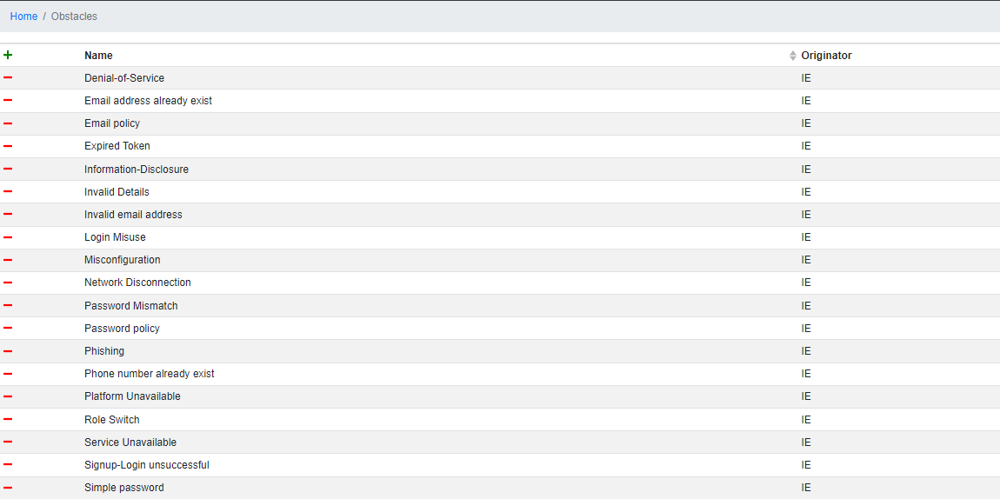 Home / Obstacles
Name Originator
Denial-of-Service IE
Email address already exist IE
Email policy IE
Expired Token IE
Information-Disclosure IE
Invalid Details IE
Invalid email address IE
Login Misuse IE
Misconfiguration IE
Network Disconnection IE
Password Mismatch IE
Password policy IE
Phishing IE
Phone number already exist IE
Platform Unavailable IE
Role Switch IE
Service Unavailable IE
Signup-Login unsuccessful IE
Simple password IE